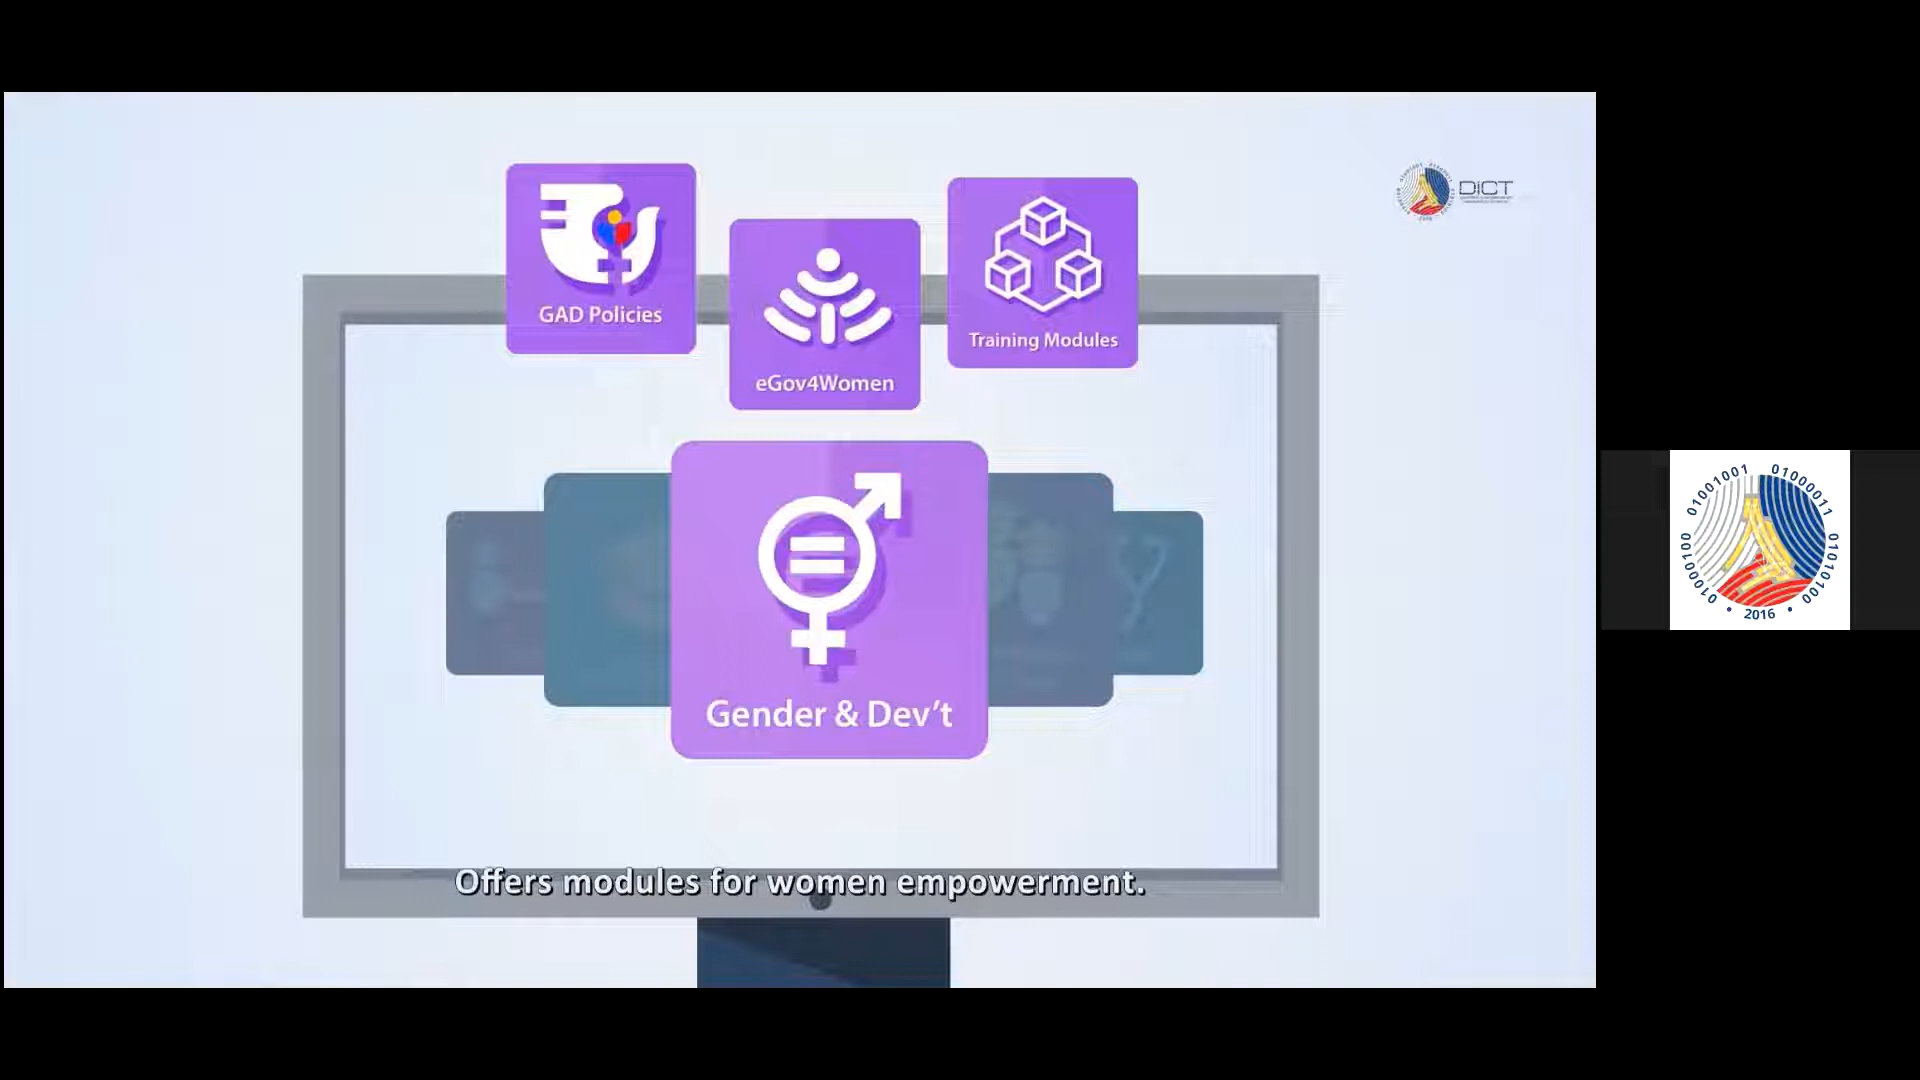 GAD Policies
eGov4Women
Training Modules
DICT
Gender & Dev't
Offers modules for women empowerment.
01001001 01000011
01000100 01010100
2016